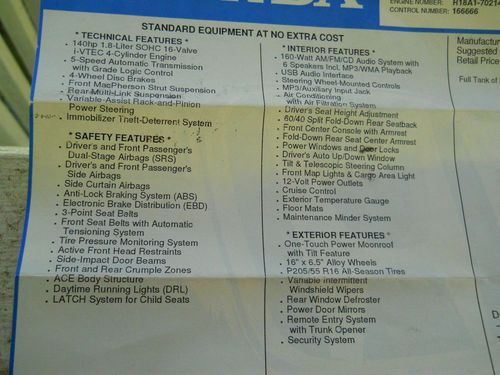 ENGINE NUMBER: R18A1-70214
CONTROL NUMBER: 166666
STANDARD EQUIPMENT AT NO EXTRA COST
* TECHNICAL FEATURES *
• 140hp 1.8-Liter SOHC 16-Valve
i-VTEC 4-Cylinder Engine
• 5-Speed Automatic Transmission
with Grade Logic Control
• 4-Wheel Disc Brakes
• Front MacPherson Strut Suspension
• Rear Multi-Link Suspension
• Variable-Assist Rack-and-Pinion
Power Steering
• Immobilizer Theft-Deterrent System
* SAFETY FEATURES *
• Driver's and Front Passenger's
Dual-Stage Airbags (SRS)
• Driver's and Front Passenger's
Side Airbags
• Side Curtain Airbags
• Anti-Lock Braking System (ABS)
• Electronic Brake Distribution (EBD)
• 3-Point Seat Belts
• Front Seat Belts with Automatic
Tensioning System
• Tire Pressure Monitoring System
• Active Front Head Restraints
• Side-Impact Door Beams
• Front and Rear Crumple Zones
• ACE Body Structure
• Daytime Running Lights (DRL)
• LATCH System for Child Seats
* INTERIOR FEATURES *
• 160-Watt AM/FM/CD Audio System with
6 Speakers Incl. MP3/WMA Playback
• USB Audio Interface
• Steering Wheel-Mounted Controls
• MP3/Auxiliary Input Jack
• Air Conditioning
with Air Filtration System
• Driver's Seat Height Adjustment
• 60/40 Split Fold-Down Rear Seatback
• Front Center Console with Armrest
• Fold-Down Rear Seat Center Armrest
• Power Windows and Door Locks
• Driver's Auto Up/Down Window
• Tilt & Telescopic Steering Column
• Front Map Lights & Cargo Area Light
• 12-Volt Power Outlets
• Cruise Control
• Exterior Temperature Gauge
• Floor Mats
• Maintenance Minder System
* EXTERIOR FEATURES *
• One-Touch Power Moonroof
with Tilt Feature
• 16" x 6.5" Alloy Wheels
• P205/55 R16 All-Season Tires
• Variable Intermittent
Windshield Wipers
• Rear Window Defroster
• Power Door Mirrors
• Remote Entry System
with Trunk Opener
• Security System
Manufactur
Suggested
Retail Price
Full Tank of